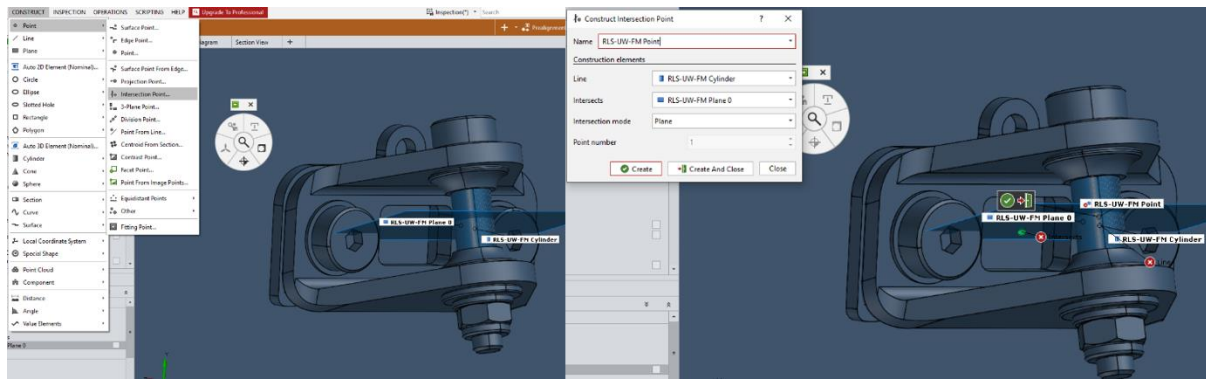 CONSTRUCT INSPECTION OPERATIONS SCRIPTING HELP Upgrade To Professional
Inspection(*) Search
Point
Line
Plane
Auto 2D Element (Nominal)...
Circle
Ellipse
Slotted Hole
Rectangle
Polygon
Auto 3D Element (Nominal)...
Cylinder
Cone
Sphere
Section
Curve
Surface
Local Coordinate System
Special Shape
Point Cloud
Component
Distance
Angle
Value Elements
Plane 0
Surface Point...
Edge Point...
Point...
Surface Point From Edge...
Projection Point...
Intersection Point...
3-Plane Point...
Division Point...
Point From Line...
Centroid From Section...
Contrast Point...
Facet Point...
Point From Image Points...
Equidistant Points
Other
Fitting Point...
Section View +
RLS-UW-FM Plane 0
RLS-UW-FM Cylinder
Construct Intersection Point ? ×
Name RLS-UW-FM Point
Construction elements
Line RLS-UW-FM Cylinder
Intersects RLS-UW-FM Plane 0
Intersection mode Plane
Point number 1
Create Create And Close Close
RLS-UW-FM Point
RLS-UW-FM Plane 0
RLS-UW-FM Cylinder